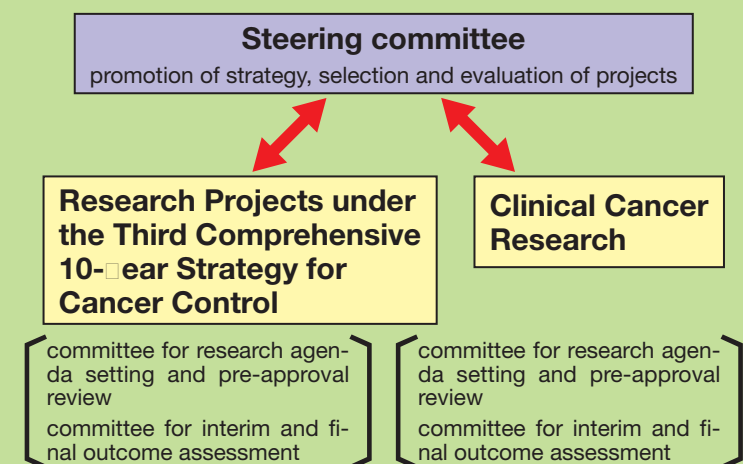 Steering committee
promotion of strategy, selection and evaluation of projects
Research Projects under
the Third Comprehensive
10-□ear Strategy for
Cancer Control
Clinical Cancer
Research
committee for research agen-
da setting and pre-approval
review
committee for interim and fi-
nal outcome assessment
committee for research agen-
da setting and pre-approval
review
committee for interim and fi-
nal outcome assessment